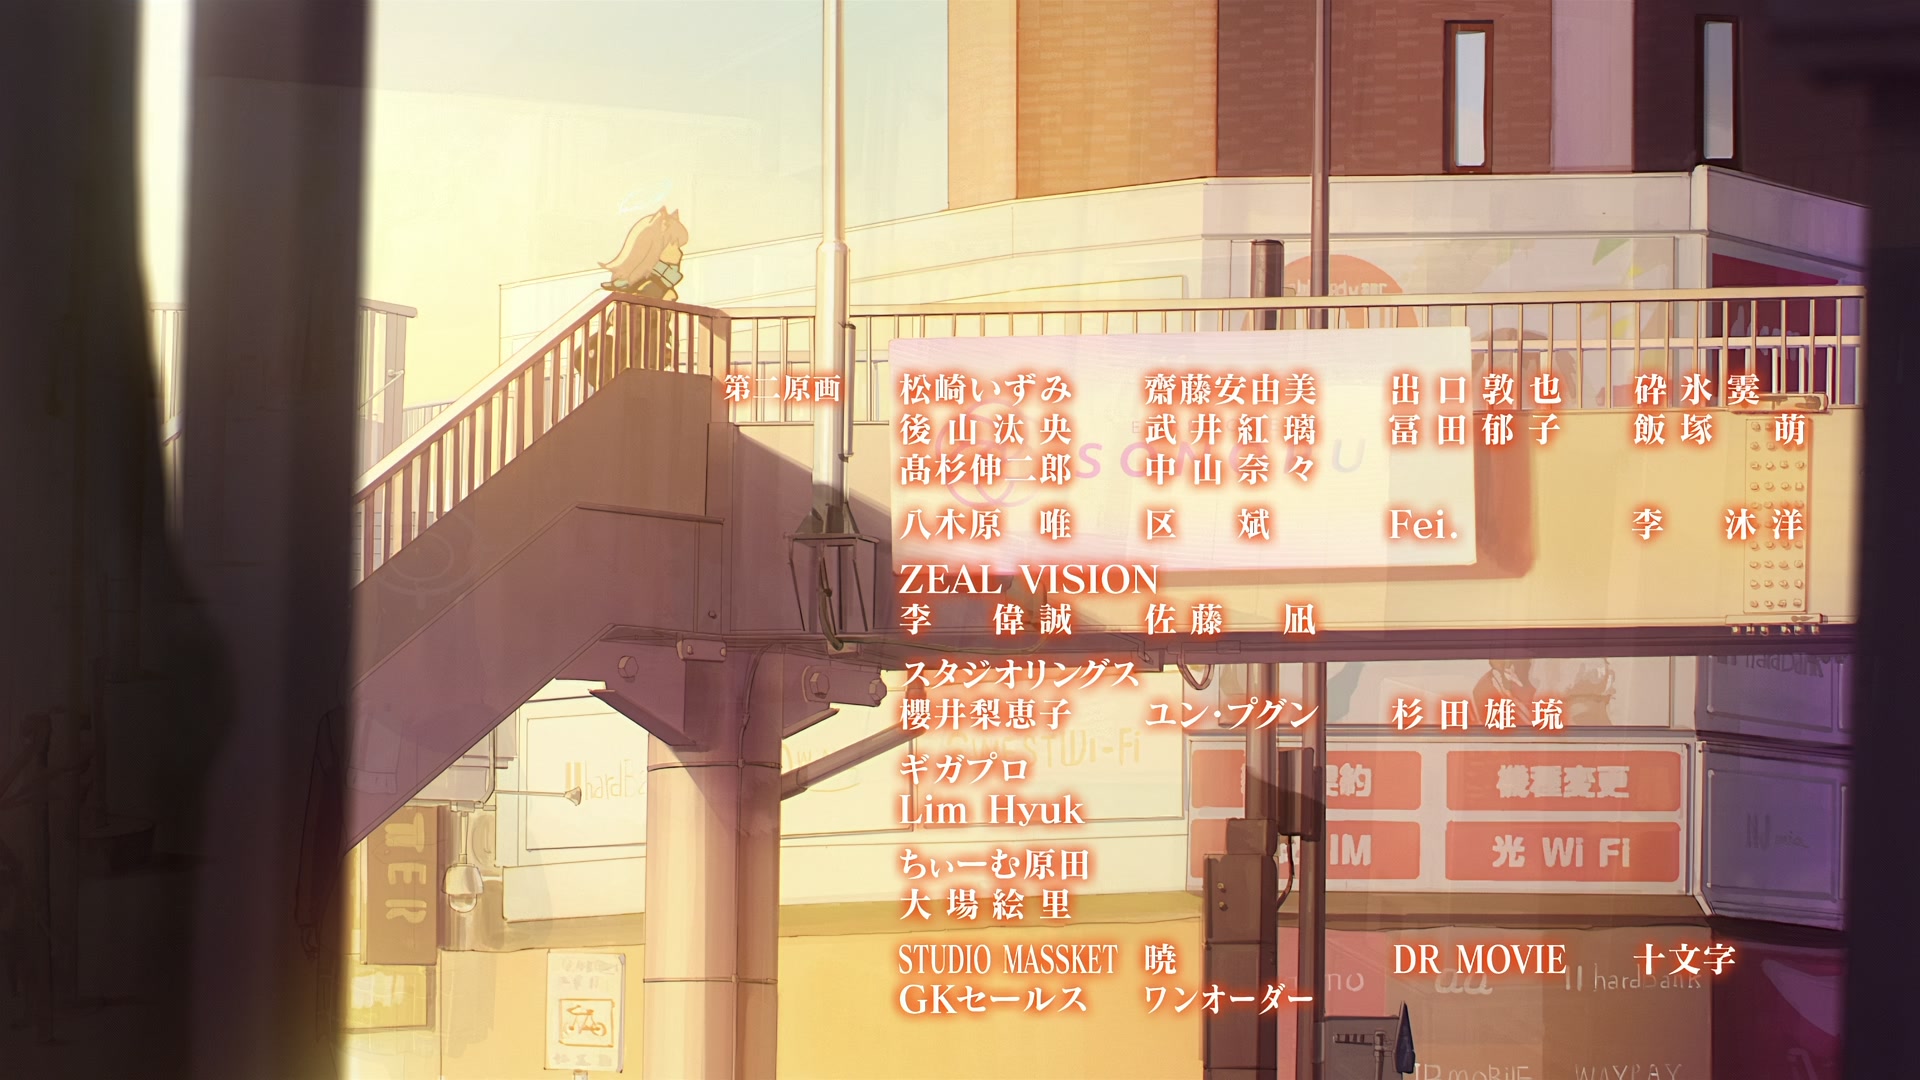 第二原画 松崎いずみ 齋藤安由美 出口敦也 砕氷霙
後山汰央 武井紅璃 冨田郁子 飯塚萌
髙杉伸二郎 中山奈々
八木原唯 区斌 Fei. 李沐洋
ZEAL VISION
李偉誠 佐藤凪
スタジオリングス
櫻井梨恵子 ユン・プグン 杉田雄琉
ギガプロ
Lim Hyuk
ちぃーむ原田
大場絵里
STUDIO MASSKET 暁 DR MOVIE 十文字
GKセールス ワンオーダー
機種変更
IM
光 Wi Fi
TER
hardBank
au